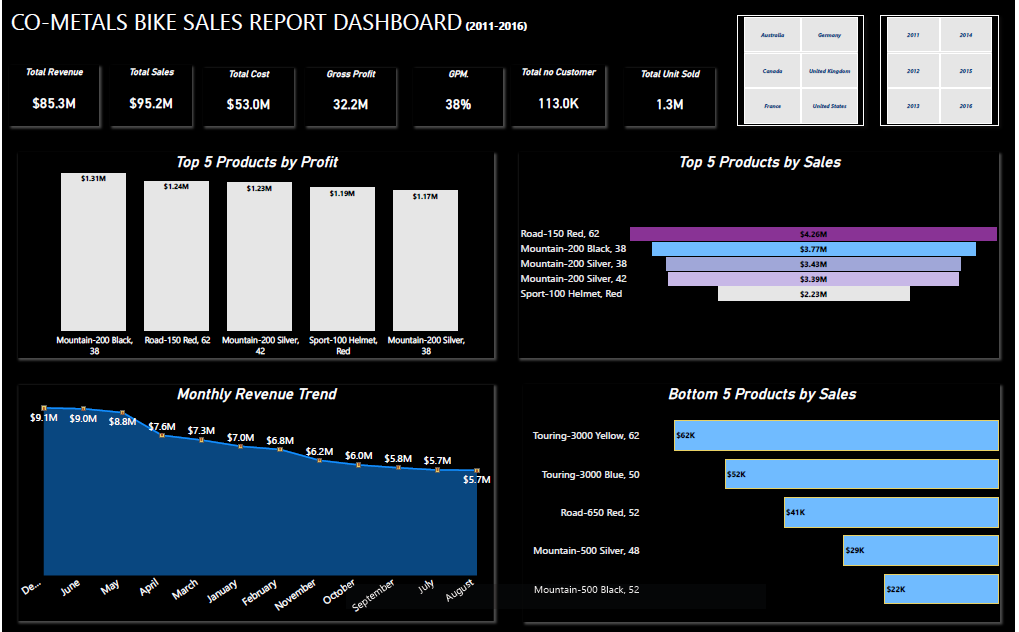 CO-METALS BIKE SALES REPORT DASHBOARD (2011-2016)
Total Revenue
$85.3M
Total Sales
$95.2M
Total Cost
$53.0M
Gross Profit
32.2M
GPM.
38%
Total no Customer
113.0K
Total Unit Sold
1.3M
Australia
Germany
Canada
United Kingdom
France
United States
2011
2014
2012
2015
2013
2016
Top 5 Products by Profit
$1.31M
$1.24M
$1.23M
$1.19M
$1.17M
Mountain-200 Black,
38
Road-150 Red, 62
Mountain-200 Silver,
42
Sport-100 Helmet,
Red
Mountain-200 Silver,
38
Top 5 Products by Sales
Road-150 Red, 62
$4.26M
Mountain-200 Black, 38
$3.77M
Mountain-200 Silver, 38
$3.43M
Mountain-200 Silver, 42
$3.39M
Sport-100 Helmet, Red
$2.23M
Monthly Revenue Trend
$9.1M
$9.0M
$8.8M
$7.6M
$7.3M
$7.0M
$6.8M
$6.2M
$6.0M
$5.8M
$5.7M
$5.7M
De...
June
May
April
March
January
February
November
October
September
July
August
Bottom 5 Products by Sales
Touring-3000 Yellow, 62
$62K
Touring-3000 Blue, 50
$52K
Road-650 Red, 52
$41K
Mountain-500 Silver, 48
$29K
Mountain-500 Black, 52
$22K